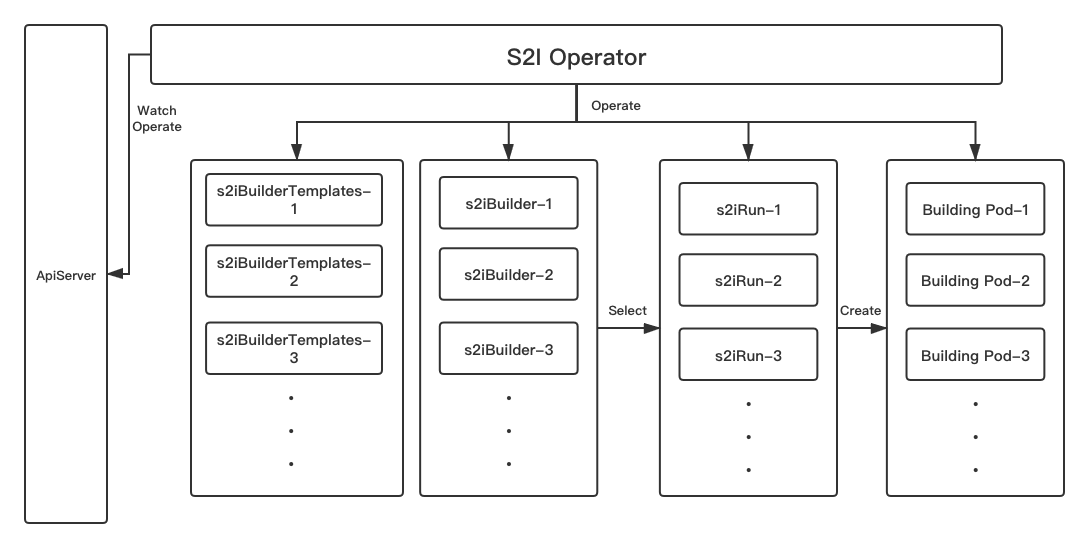 S2I Operator
Watch
Operate
Operate
ApiServer
s2iBuilderTemplates-
1
s2iBuilderTemplates-
2
s2iBuilderTemplates-
3
s2iBuilder-1
s2iBuilder-2
s2iBuilder-3
Select
s2iRun-1
s2iRun-2
s2iRun-3
Create
Building Pod-1
Building Pod-2
Building Pod-3